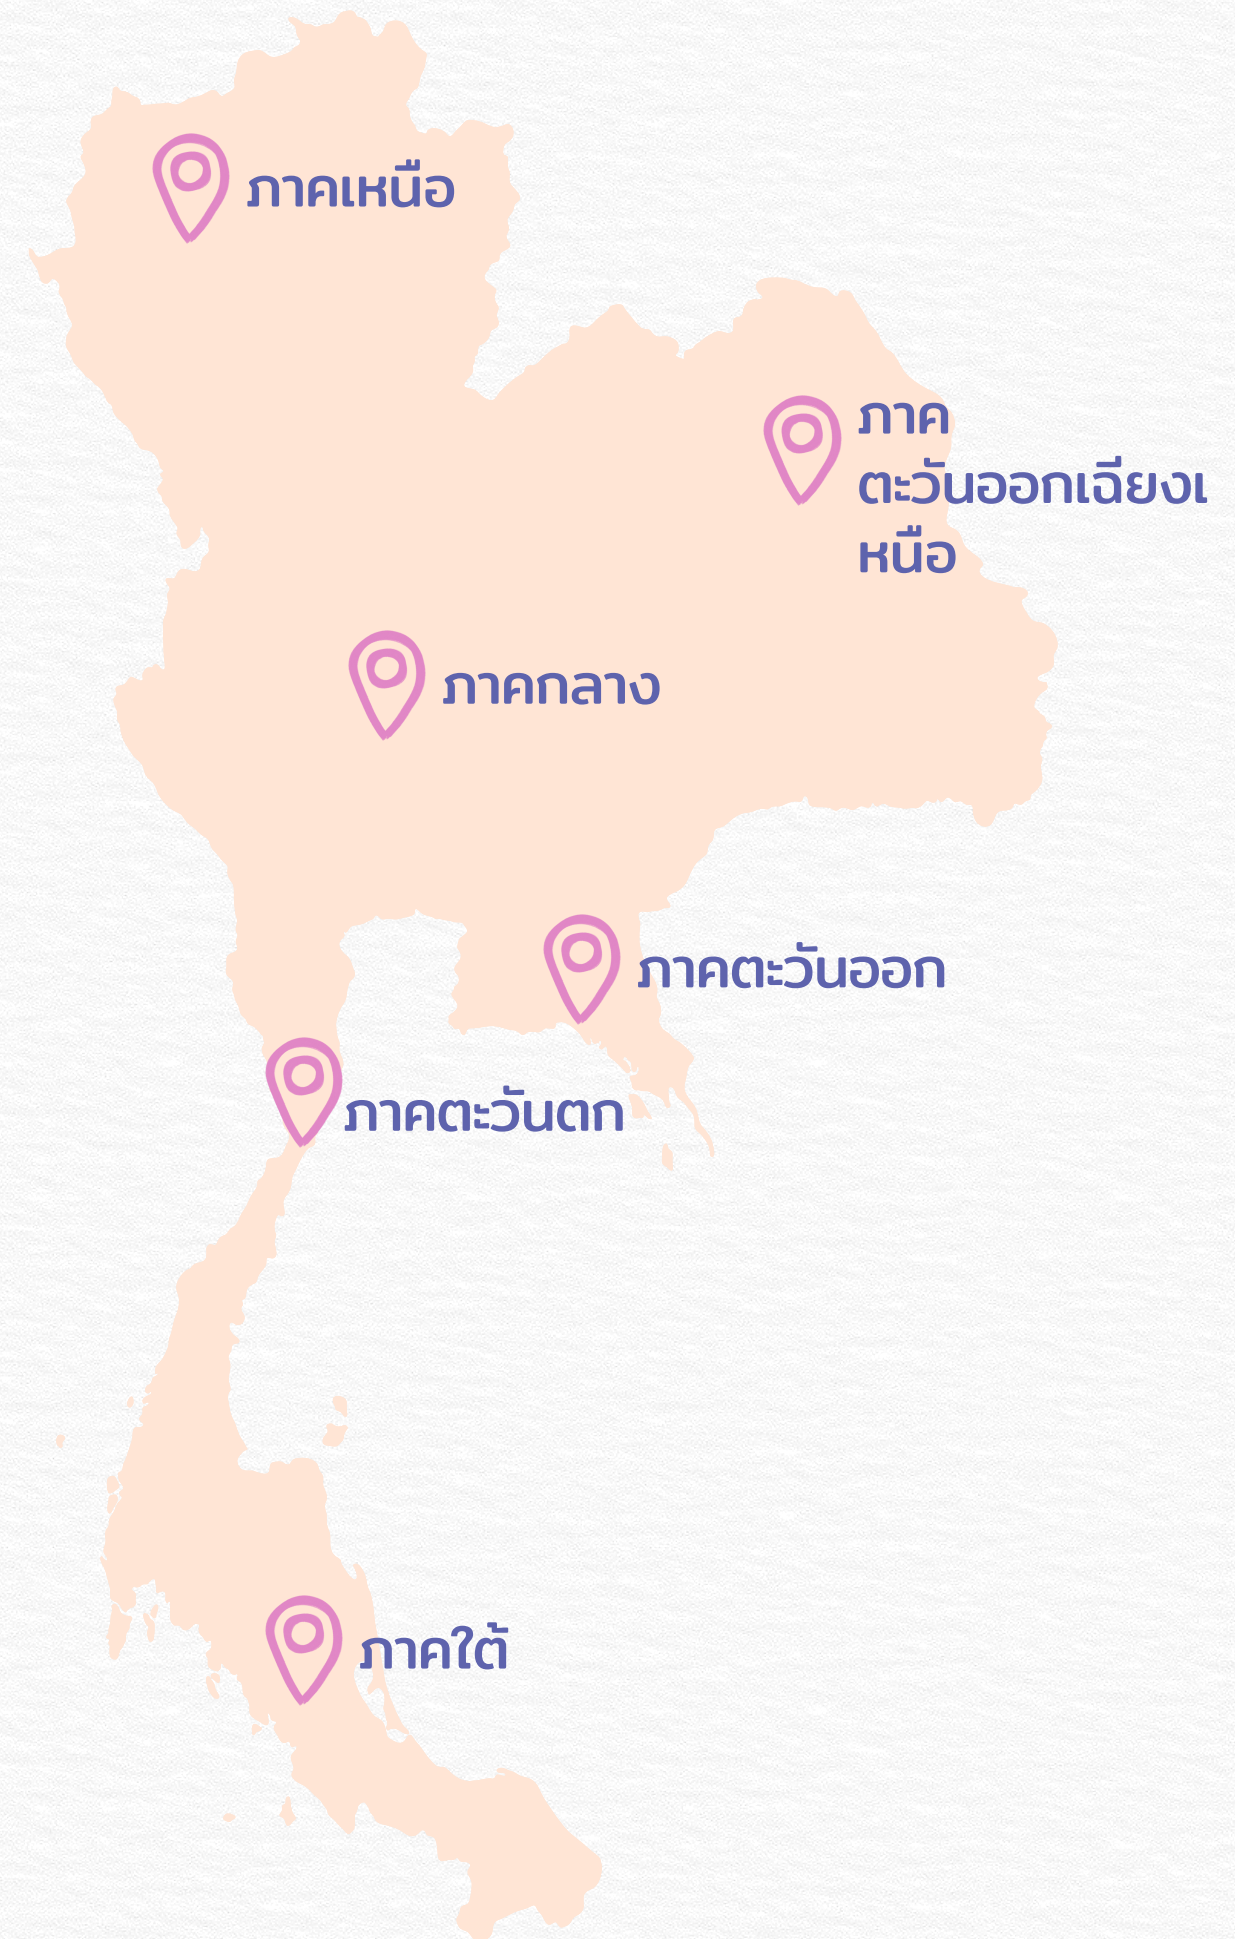 ภาคเหนือ
ภาค
ตะวันออกเฉียงเ
หนือ
ภาคกลาง
ภาคตะวันออก
ภาคตะวันตก
ภาคใต้